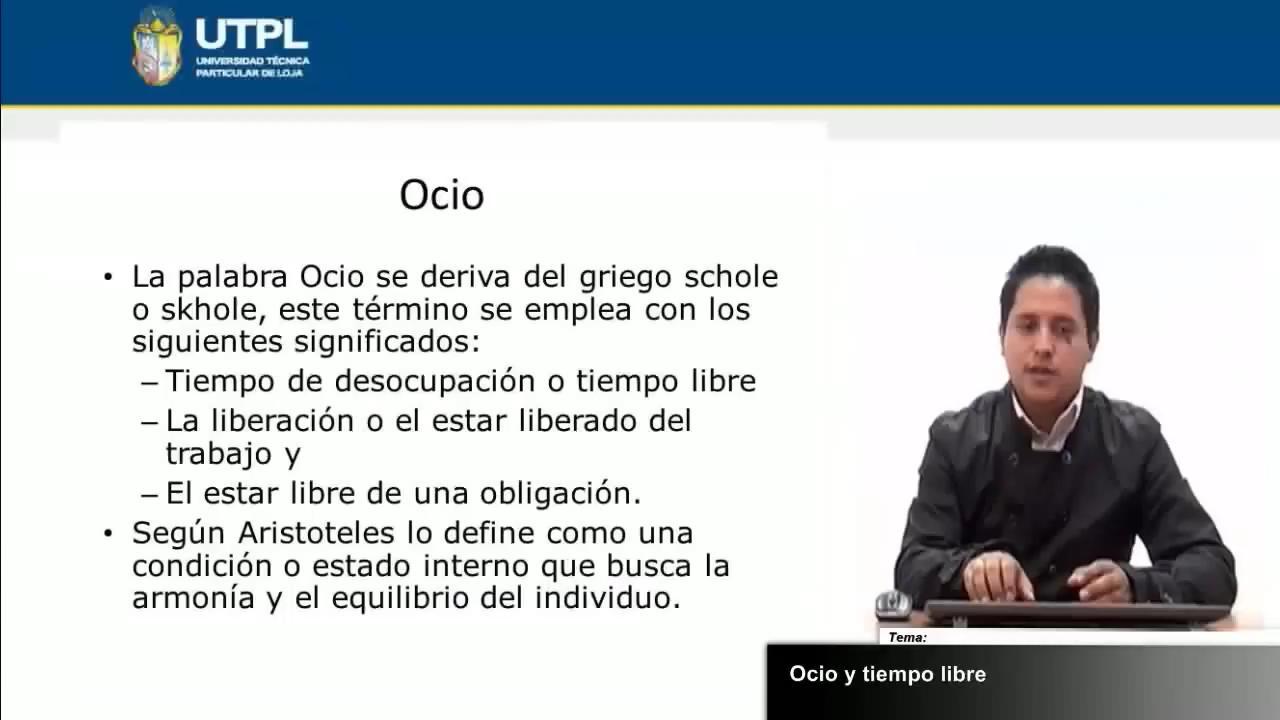 UTPL
UNIVERSIDAD TÉCNICA
PARTICULAR DE LOJA
Ocio
• La palabra Ocio se deriva del griego schole
o skhole, este término se emplea con los
siguientes significados:
– Tiempo de desocupación o tiempo libre
– La liberación o el estar liberado del
trabajo y
– El estar libre de una obligación.
• Según Aristoteles lo define como una
condición o estado interno que busca la
armonía y el equilibrio del individuo.
Tema:
Ocio y tiempo libre